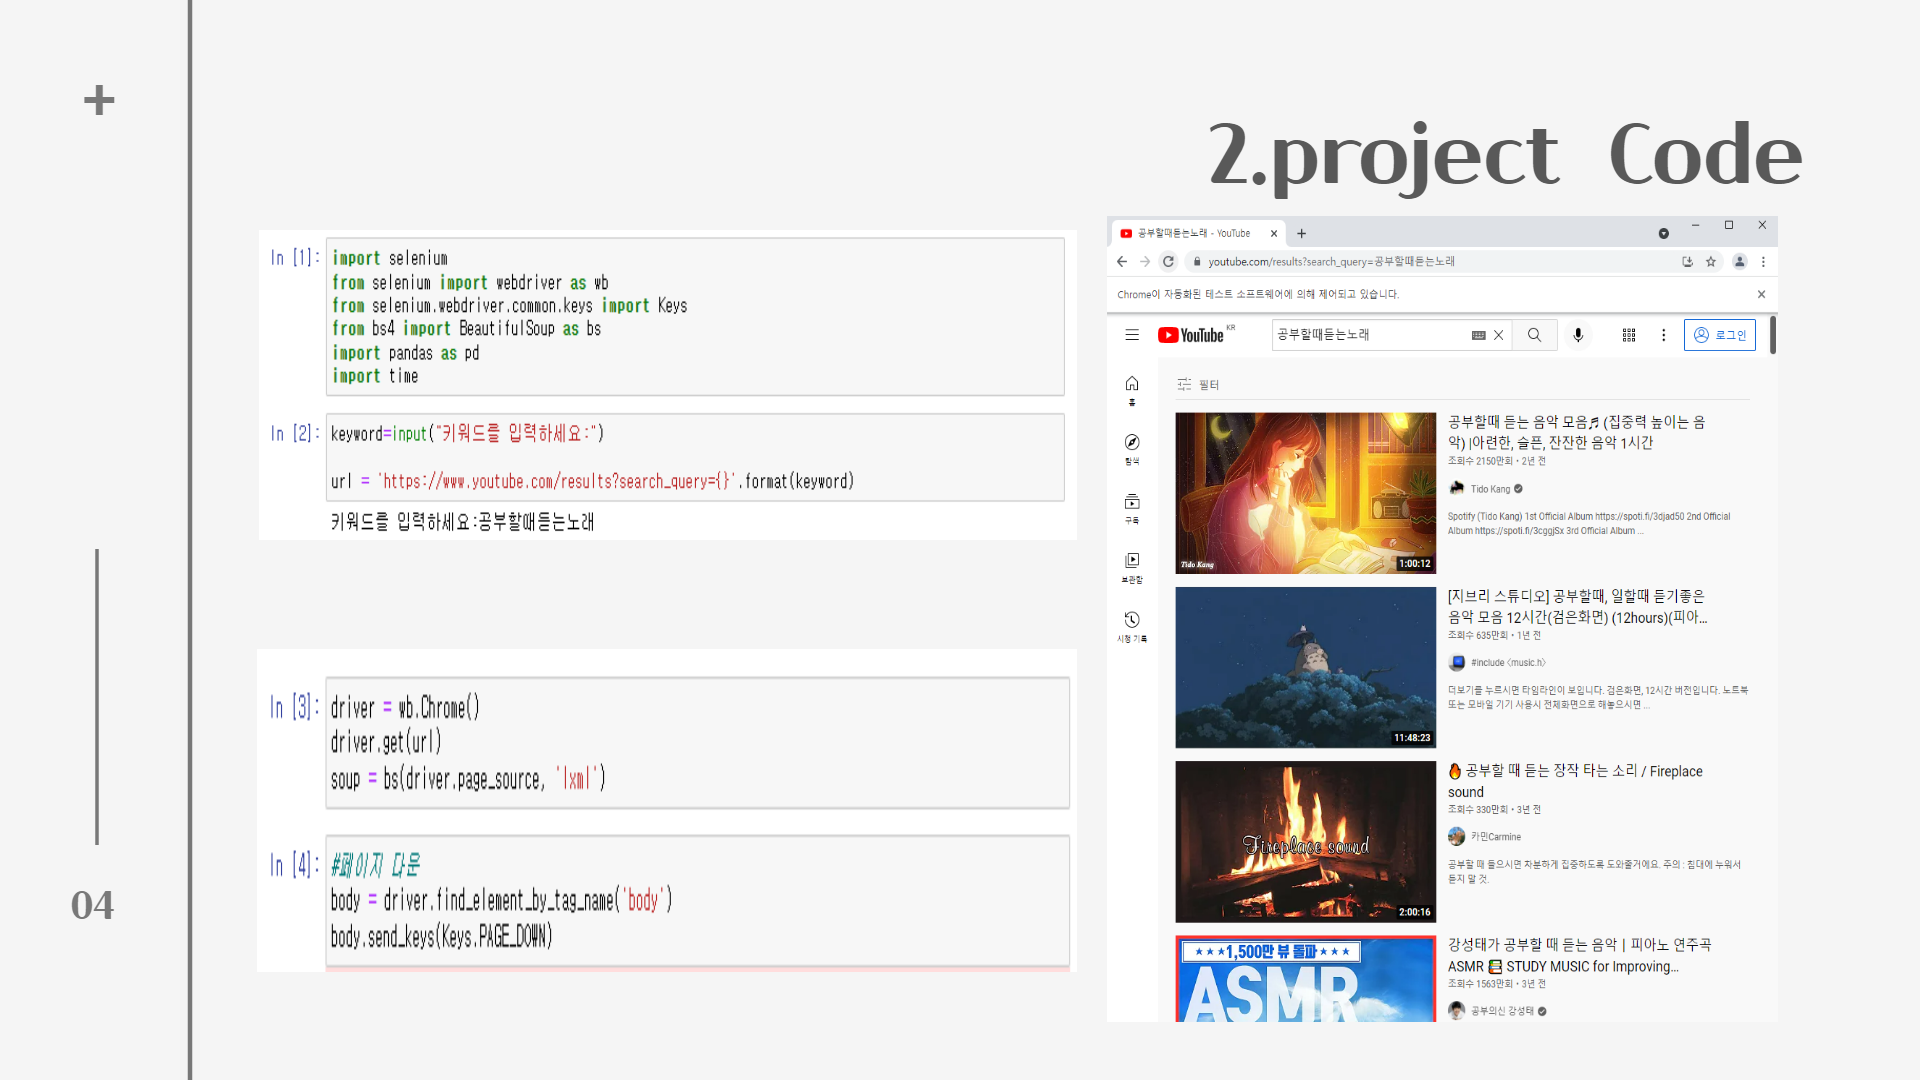 +
2.project Code
In [1]:
import selenium
from selenium import webdriver as wb
from selenium.webdriver.common.keys import Keys
from bs4 import BeautifulSoup as bs
import pandas as pd
import time
In [2]:
keyword=input("키워드를 입력하세요:")
url = 'https://www.youtube.com/results?search_query={}'.format(keyword)
키워드를 입력하세요:공부할때듣는노래
In [3]:
driver = wb.Chrome()
driver.get(url)
soup = bs(driver.page_source, 'lxml')
In [4]:
#페이지 다운
body = driver.find_element_by_tag_name('body')
body.send_keys(Keys.PAGE_DOWN)
04
공부할때듣는노래 - YouTube
youtube.com/results?search_query=공부할때듣는노래
Chrome이 자동화된 테스트 소프트웨어에 의해 제어되고 있습니다.
YouTube KR
공부할때듣는노래
로그인
홈
탐색
구독
보관함
시청 기록
필터
Tido Kang
1:00:12
공부할때 듣는 음악 모음♬ (집중력 높이는 음
악) |아련한, 슬픈, 잔잔한 음악 1시간
조회수 2150만회 • 2년 전
Tido Kang
Spotify (Tido Kang) 1st Official Album https://spoti.fi/3djad50 2nd Official
Album https://spoti.fi/3cggjSx 3rd Official Album ...
11:48:23
[지브리 스튜디오] 공부할때, 일할때 듣기좋은
음악 모음 12시간(검은화면) (12hours)(피아...
조회수 635만회 • 1년 전
#include <music.h>
더보기를 누르시면 타임라인이 보입니다. 검은화면, 12시간 버전입니다. 노트북
또는 모바일 기기 사용시 전체화면으로 해놓으시면 ...
Fireplace sound
2:00:16
🔥 공부할 때 듣는 장작 타는 소리 / Fireplace
sound
조회수 330만회 • 3년 전
카민Carmine
공부할 때 들으시면 차분하게 집중하도록 도와줄거에요. 주의 : 침대에 누워서
듣지 말 것.
★★★1,500만 뷰 돌파★★★
ASMR
강성태가 공부할 때 듣는 음악 | 피아노 연주곡
ASMR 📚 STUDY MUSIC for Improving...
조회수 1563만회 • 3년 전
공부의신 강성태